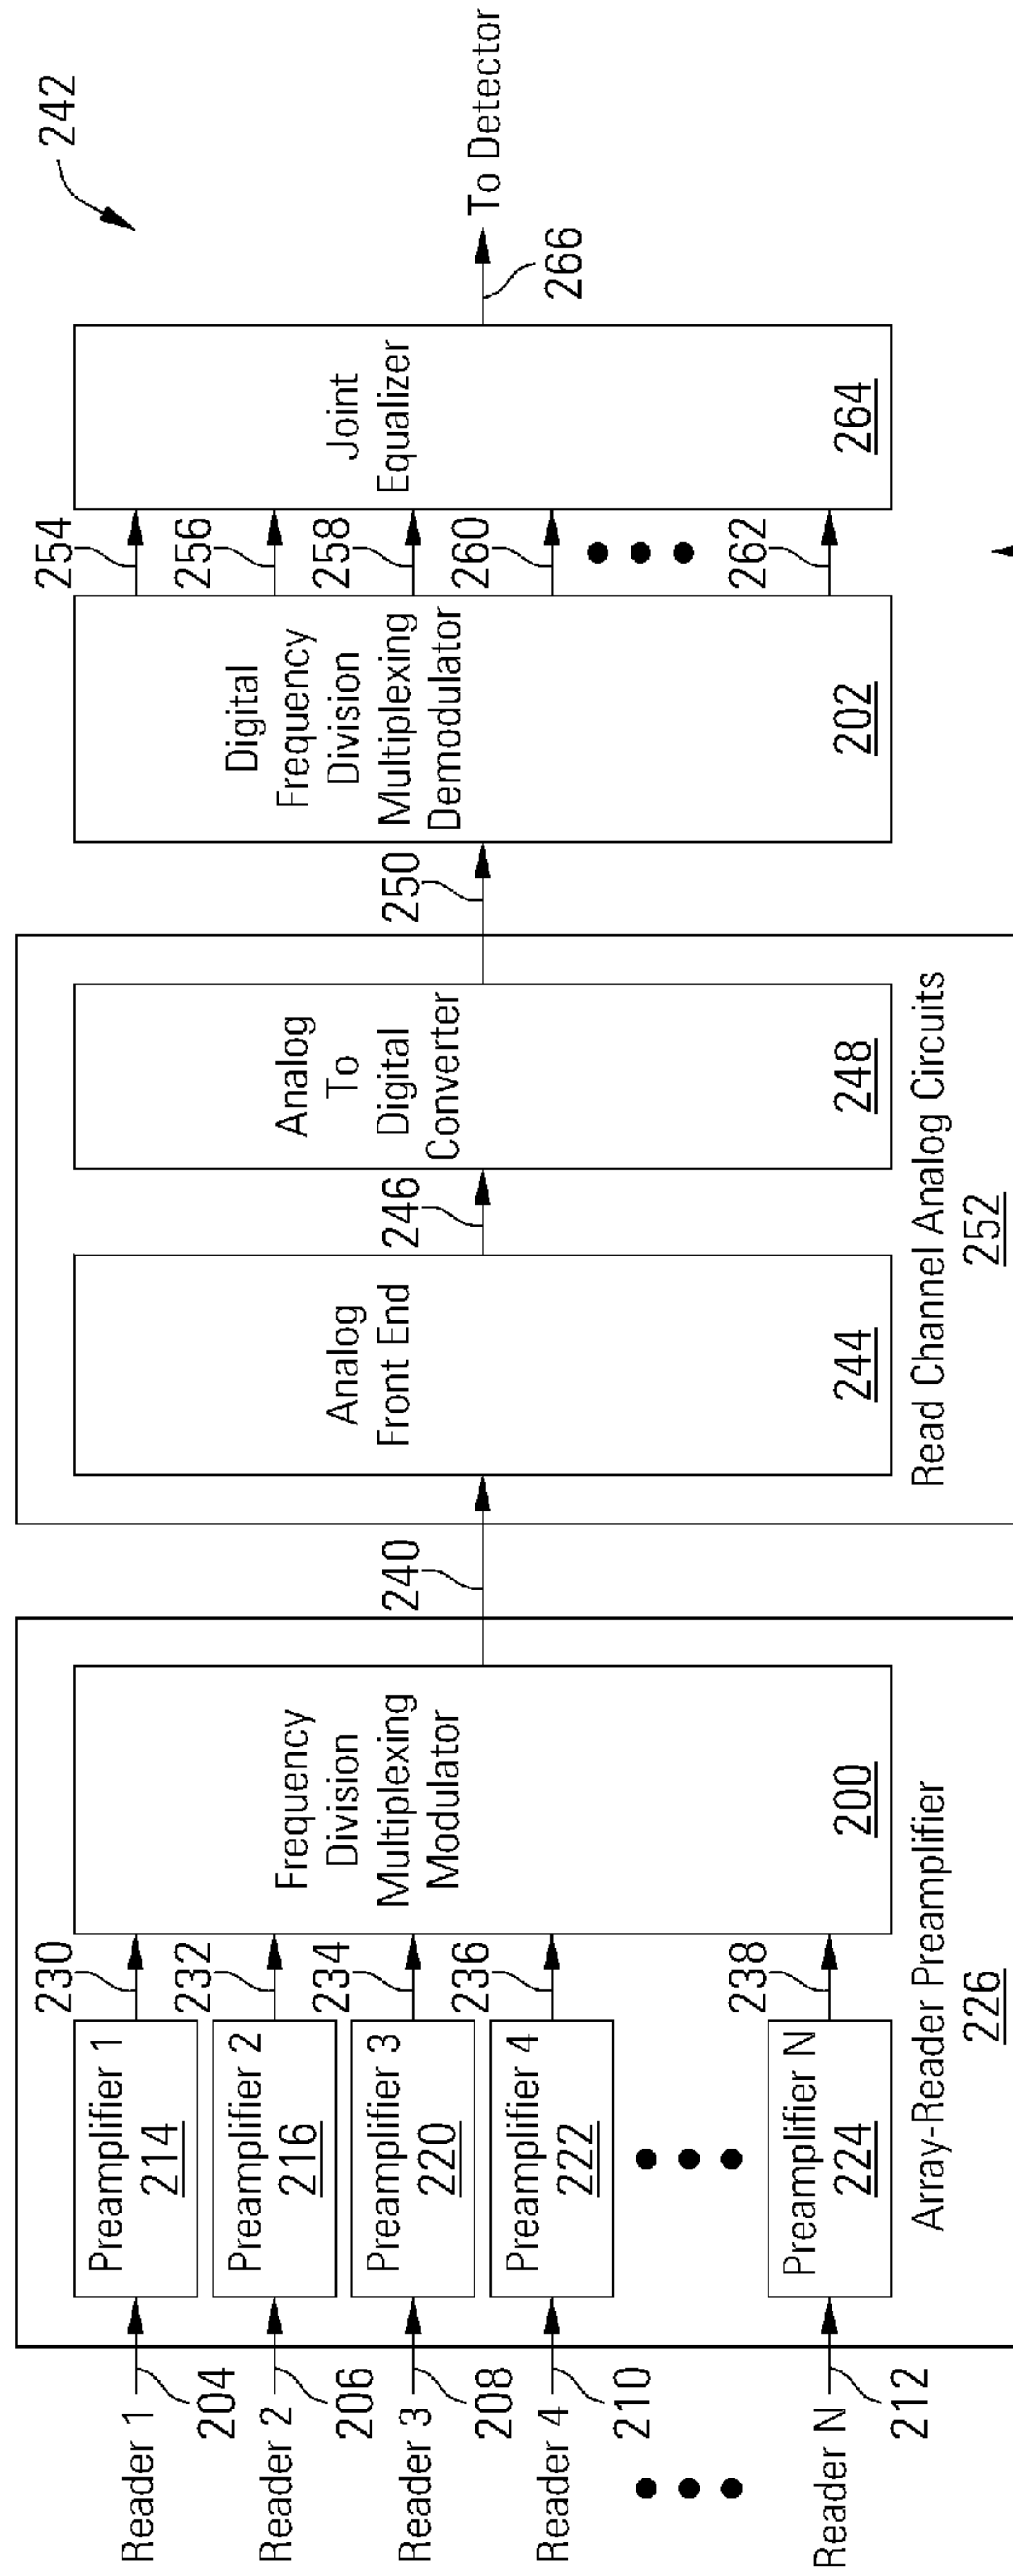 242
Reader 1
204
Preamplifier 1
214
230
Reader 2
206
Preamplifier 2
216
232
Reader 3
208
Preamplifier 3
220
234
Reader 4
210
Preamplifier 4
222
236
Reader N
212
Preamplifier N
224
238
Frequency
Division
Multiplexing
Modulator
200
Array-Reader Preamplifier
226
240
Analog
Front End
244
246
Analog
To
Digital
Converter
248
Read Channel Analog Circuits
252
250
Digital
Frequency
Division
Multiplexing
Demodulator
202
254
256
258
260
262
Joint
Equalizer
264
266
To Detector